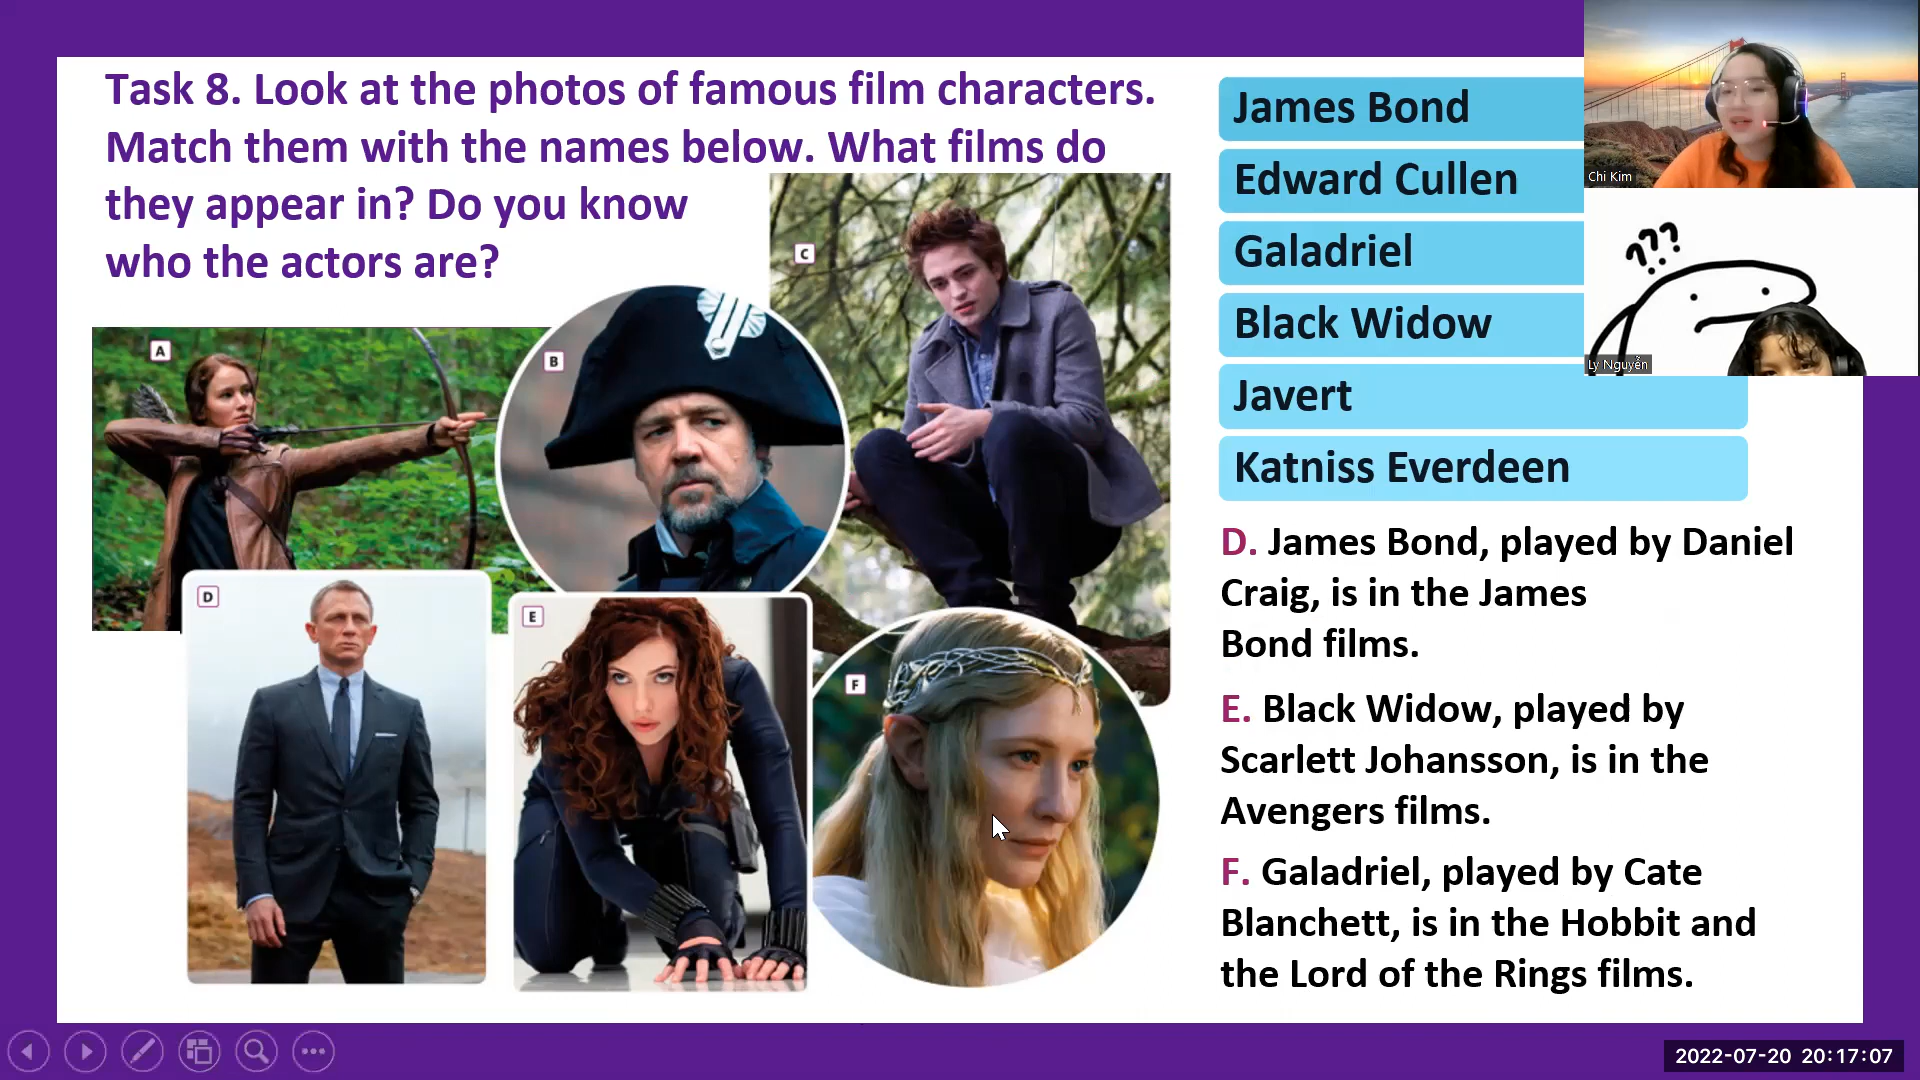 Task 8. Look at the photos of famous film characters.
Match them with the names below. What films do
they appear in? Do you know
who the actors are?
A
B
C
D
E
F
James Bond
Edward Cullen
Galadriel
Black Widow
Javert
Katniss Everdeen
D. James Bond, played by Daniel
Craig, is in the James
Bond films.
E. Black Widow, played by
Scarlett Johansson, is in the
Avengers films.
F. Galadriel, played by Cate
Blanchett, is in the Hobbit and
the Lord of the Rings films.
Chi Kim
???
Ly Nguyễn
2022-07-20 20:17:07